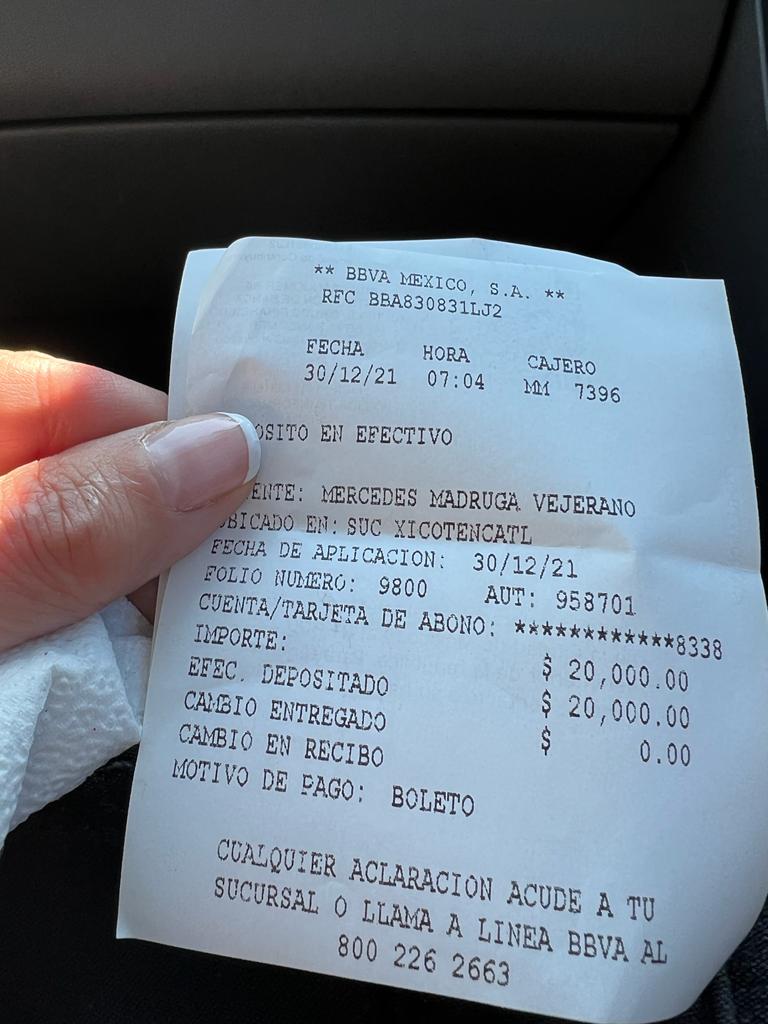 ** BBVA MEXICO, S.A. **
RFC BBA830831LJ2
FECHA HORA CAJERO
30/12/21 07:04 MM 7396
OSITO EN EFECTIVO
ENTE: MERCEDES MADRUGA VEJERANO
UBICADO EN: SUC XICOTENCATL
FECHA DE APLICACION: 30/12/21
FOLIO NUMERO: 9800 AUT: 958701
CUENTA/TARJETA DE ABONO: ************8338
IMPORTE: $ 20,000.00
EFEC. DEPOSITADO $ 20,000.00
CAMBIO ENTREGADO $ 0.00
CAMBIO EN RECIBO
MOTIVO DE PAGO: BOLETO
CUALQUIER ACLARACION ACUDE A TU
SUCURSAL O LLAMA A LINEA BBVA AL
800 226 2663